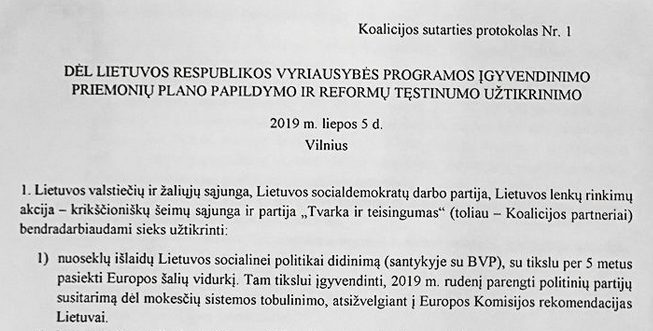 Koalicijos sutarties protokolas Nr. 1
DĖL LIETUVOS RESPUBLIKOS VYRIAUSYBĖS PROGRAMOS ĮGYVENDINIMO
PRIEMONIŲ PLANO PAPILDYMO IR REFORMŲ TĘSTINUMO UŽTIKRINIMO
2019 m. liepos 5 d.
Vilnius
1. Lietuvos valstiečių ir žaliųjų sąjunga, Lietuvos socialdemokratų darbo partija, Lietuvos lenkų rinkimų
akcija – krikščioniškų šeimų sąjunga ir partija „Tvarka ir teisingumas“ (toliau – Koalicijos partneriai)
bendradarbiaudami sieks užtikrinti:
1) nuoseklų išlaidų Lietuvos socialinei politikai didinimą (santykyje su BVP), su tikslu per 5 metus
pasiekti Europos šalių vidurkį. Tam tikslui įgyvendinti, 2019 m. rudenį parengti politinių partijų
susitarimą dėl mokesčių sistemos tobulinimo, atsižvelgiant į Europos Komisijos rekomendacijas
Lietuvai.